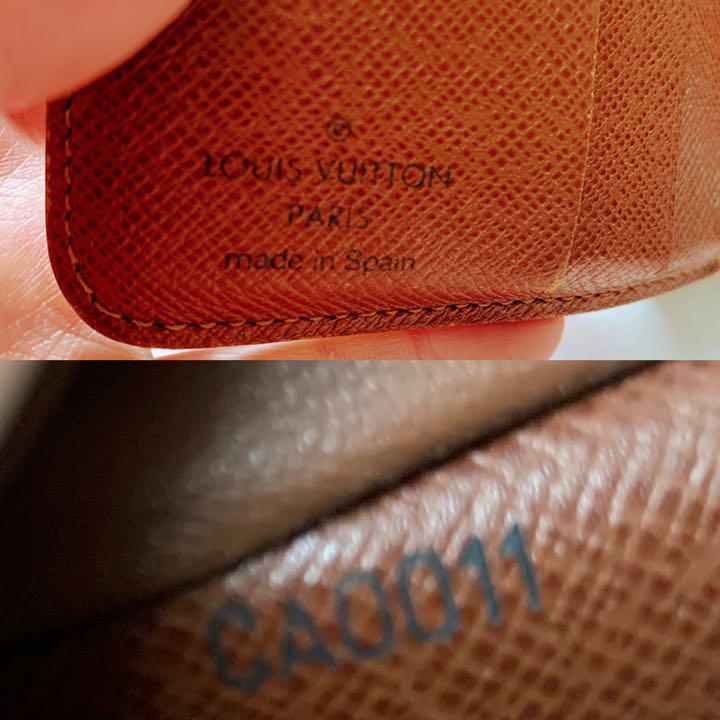 ®
LOUIS VUITTON
PARIS
made in Spain
CA0011